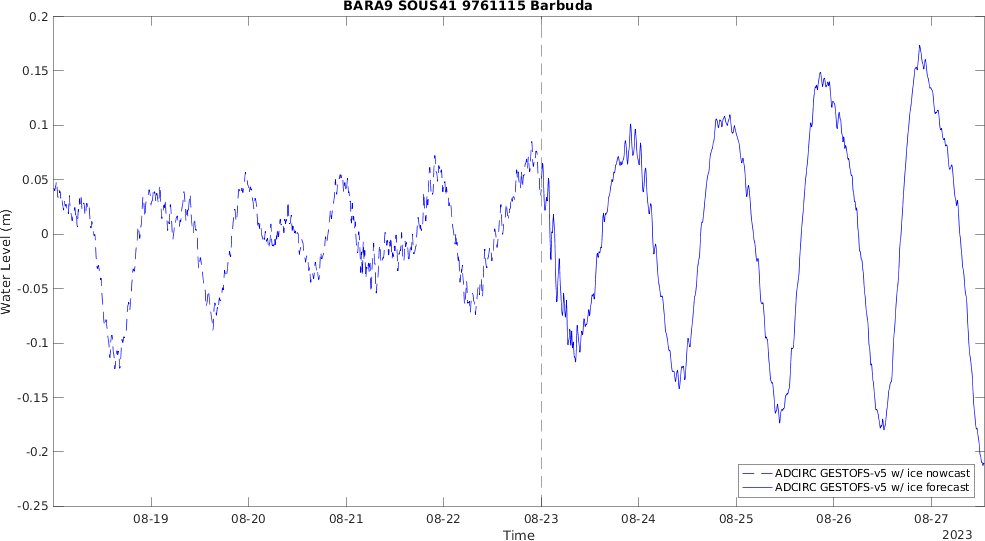 BARA9 SOUS41 9761115 Barbuda
0.2
0.15
0.1
0.05
0
-0.05
-0.1
-0.15
-0.2
-0.25
Water Level (m)
08-19 08-20 08-21 08-22 08-23 08-24 08-25 08-26 08-27
Time
2023
ADCIRC GESTOFS-v5 w/ ice nowcast
ADCIRC GESTOFS-v5 w/ ice forecast